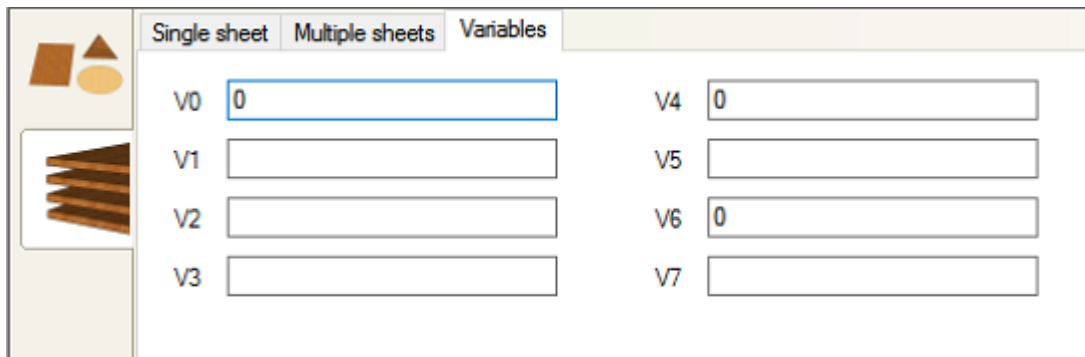 Single sheet Multiple sheets Variables
V0 0 V4 0
V1 V5
V2 V6 0
V3 V7